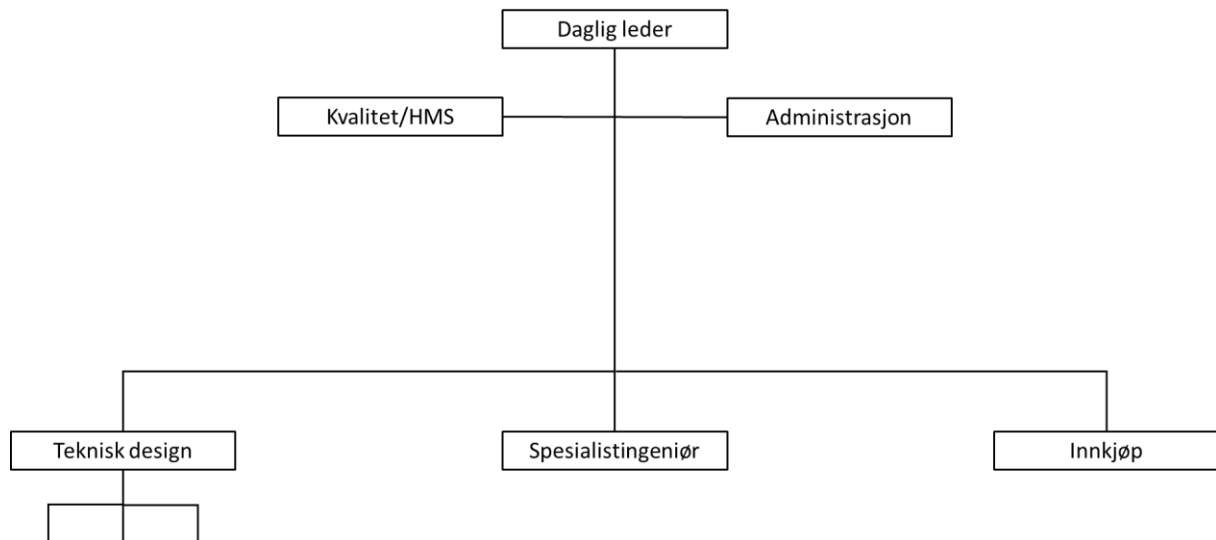 Daglig leder
Kvalitet/HMS
Administrasjon
Teknisk design
Spesialistingeniør
Innkjøp